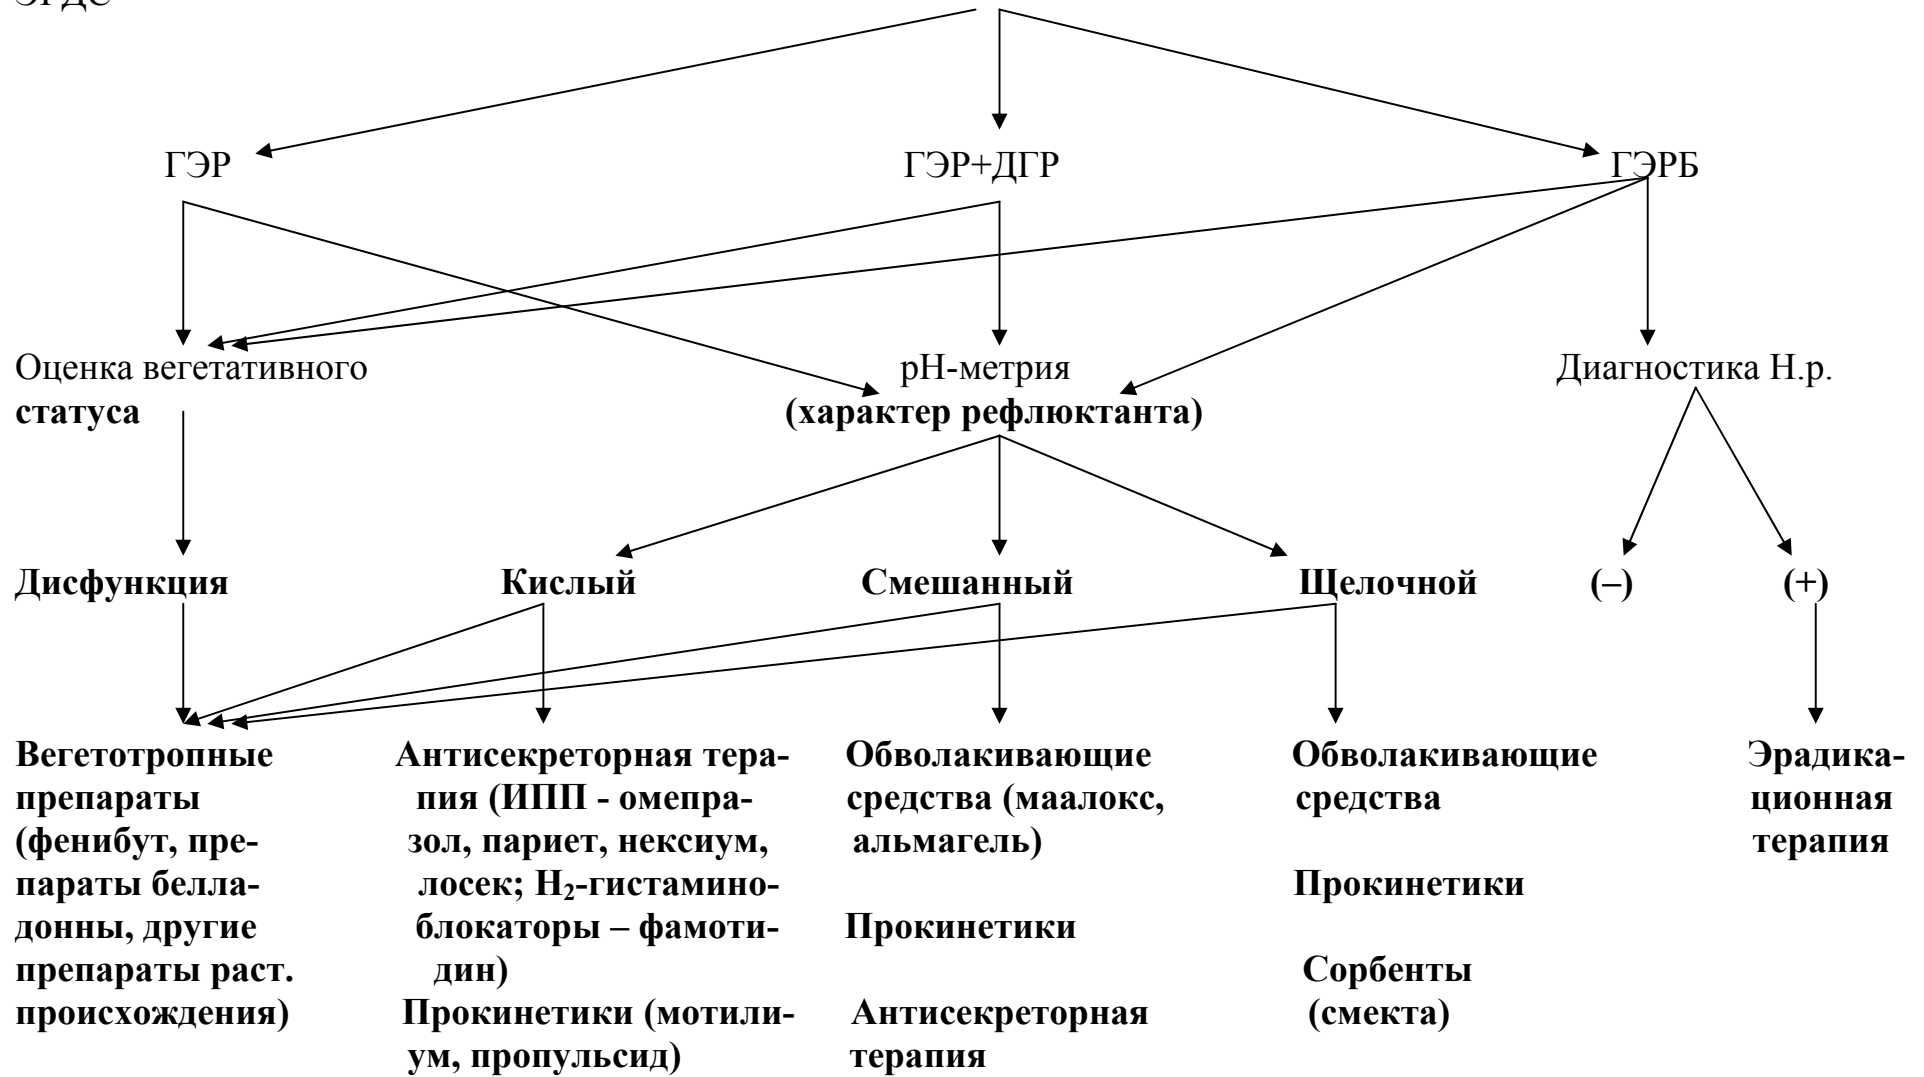 ЭГДС
ГЭР
ГЭР+ДГР
ГЭРБ
Оценка вегетативного
статуса
рН-метрия
(характер рефлюктанта)
Диагностика Н.р.
Дисфункция
Кислый
Смешанный
Щелочной
(–)
(+)
Вегетотропные
препараты
(фенибут, пре-
параты белла-
донны, другие
препараты раст.
происхождения)
Антисекреторная тера-
пия (ИПП - омепра-
зол, париет, нексиум,
лосек; Н₂-гистамино-
блокаторы – фамоти-
дин)
Прокинетики (мотили-
ум, пропульсид)
Обволакивающие
средства (маалокс,
альмагель)
Прокинетики
Антисекреторная
терапия
Обволакивающие
средства
Прокинетики
Сорбенты
(смекта)
Эрадика-
ционная
терапия